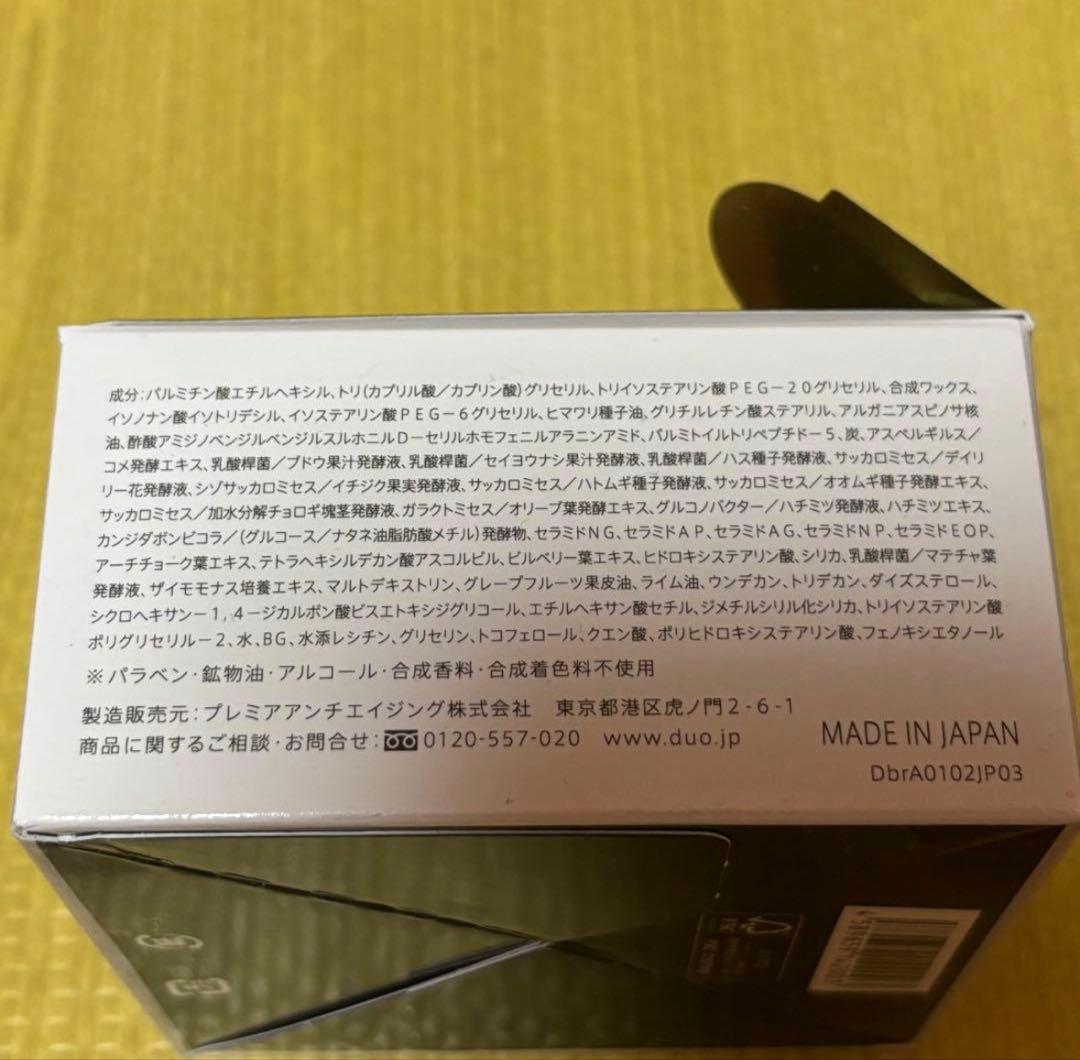 成分:パルミチン酸エチルヘキシル、トリ(カプリル酸/カプリン酸)グリセリル、トリイソステアリン酸PEG-20グリセリル、合成ワックス、
イソノナン酸イソトリデシル、イソステアリン酸PEG-6グリセリル、ヒマワリ種子油、グリチルレチン酸ステアリル、アルガニアスピノサ核
油、酢酸アミジノベンジルベンジルスルホニルD-セリルホモフェニルアラニンアミド、パルミトイルトリペプチド-5、炭、アスペルギルス/
コメ発酵エキス、乳酸桿菌/ブドウ果汁発酵液、乳酸桿菌/セイヨウナシ果汁発酵液、乳酸桿菌/ハス種子発酵液、サッカロミセス/デイリ
リー花発酵液、シゾサッカロミセス/イチジク果実発酵液、サッカロミセス/ハトムギ種子発酵液、サッカロミセス/オオムギ種子発酵エキス、
サッカロミセス/加水分解チョロギ塊茎発酵液、ガラクトミセス/オリーブ葉発酵エキス、グルコノバクター/ハチミツ発酵液、ハチミツエキス、
カンジダボンビコラ/(グルコース/ナタネ油脂肪酸メチル)発酵物、セラミドNG、セラミドAP、セラミドAG、セラミドNP、セラミドEOP、
アーチチョーク葉エキス、テトラヘキシルデカン酸アスコルビル、ビルベリー葉エキス、ヒドロキシステアリン酸、シリカ、乳酸桿菌/マテチャ葉
発酵液、ザイモモナス培養エキス、マルトデキストリン、グレープフルーツ果皮油、ライム油、ウンデカン、トリデカン、ダイズステロール、
シクロヘキサン-1,4-ジカルボン酸ビスエトキシジグリコール、エチルヘキサン酸セチル、ジメチルシリル化シリカ、トリイソステアリン酸
ポリグリセリル-2、水、BG、水添レシチン、グリセリン、トコフェロール、クエン酸、ポリヒドロキシステアリン酸、フェノキシエタノール
※パラベン・鉱物油・アルコール・合成香料・合成着色料不使用
製造販売元:プレミアアンチエイジング株式会社 東京都港区虎ノ門2-6-1
商品に関するご相談・お問合せ:0120-557-020 www.duo.jp
MADE IN JAPAN
DbrA0102JP03